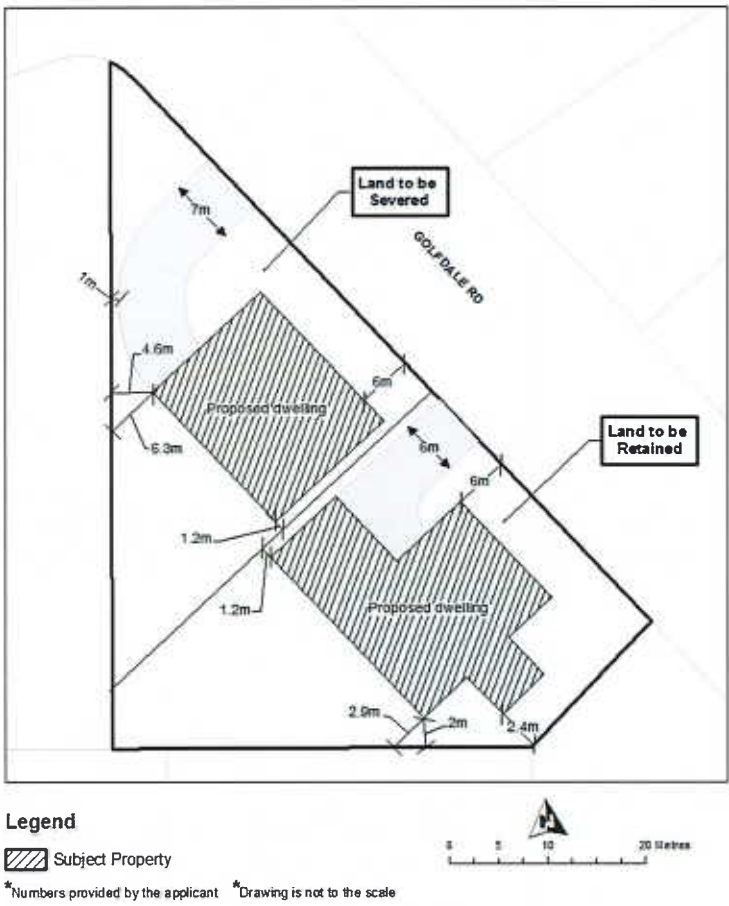 Land to be
Severed
7m
GOLFDALE RD
1m
4.6m
6m
Proposed dwelling
6.3m
6m
Land to be
Retained
6m
1.2m
1.2m
Proposed dwelling
2.9m
2m
2.4m
Legend
N
0 5 10 20 Metres
Subject Property
*Numbers provided by the applicant *Drawing is not to the scale